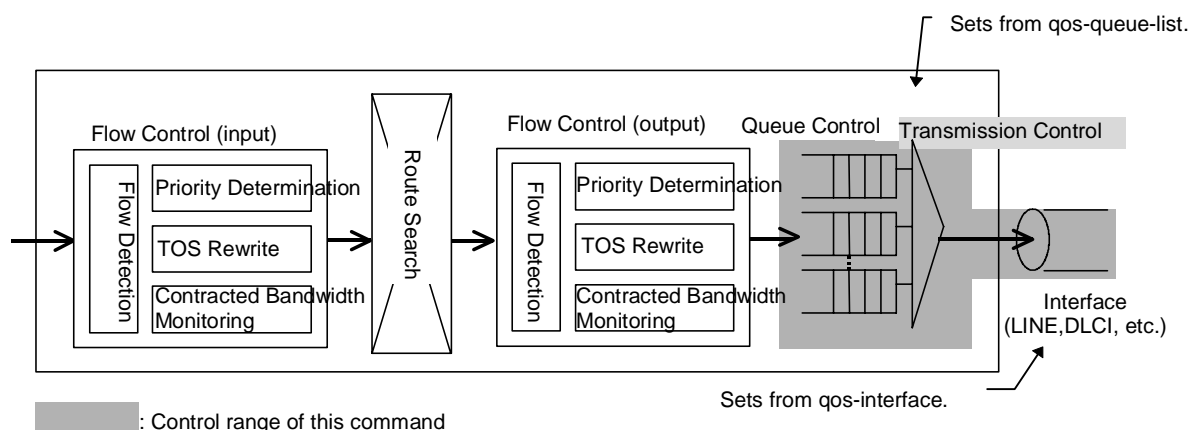 Sets from qos-queue-list.
Flow Control (input)
Flow Detection
Priority Determination
TOS Rewrite
Contracted Bandwidth
Monitoring
Route Search
Flow Control (output)
Flow Detection
Priority Determination
TOS Rewrite
Contracted Bandwidth
Monitoring
Queue Control
Transmission Control
Interface
(LINE,DLCI, etc.)
Sets from qos-interface.
: Control range of this command